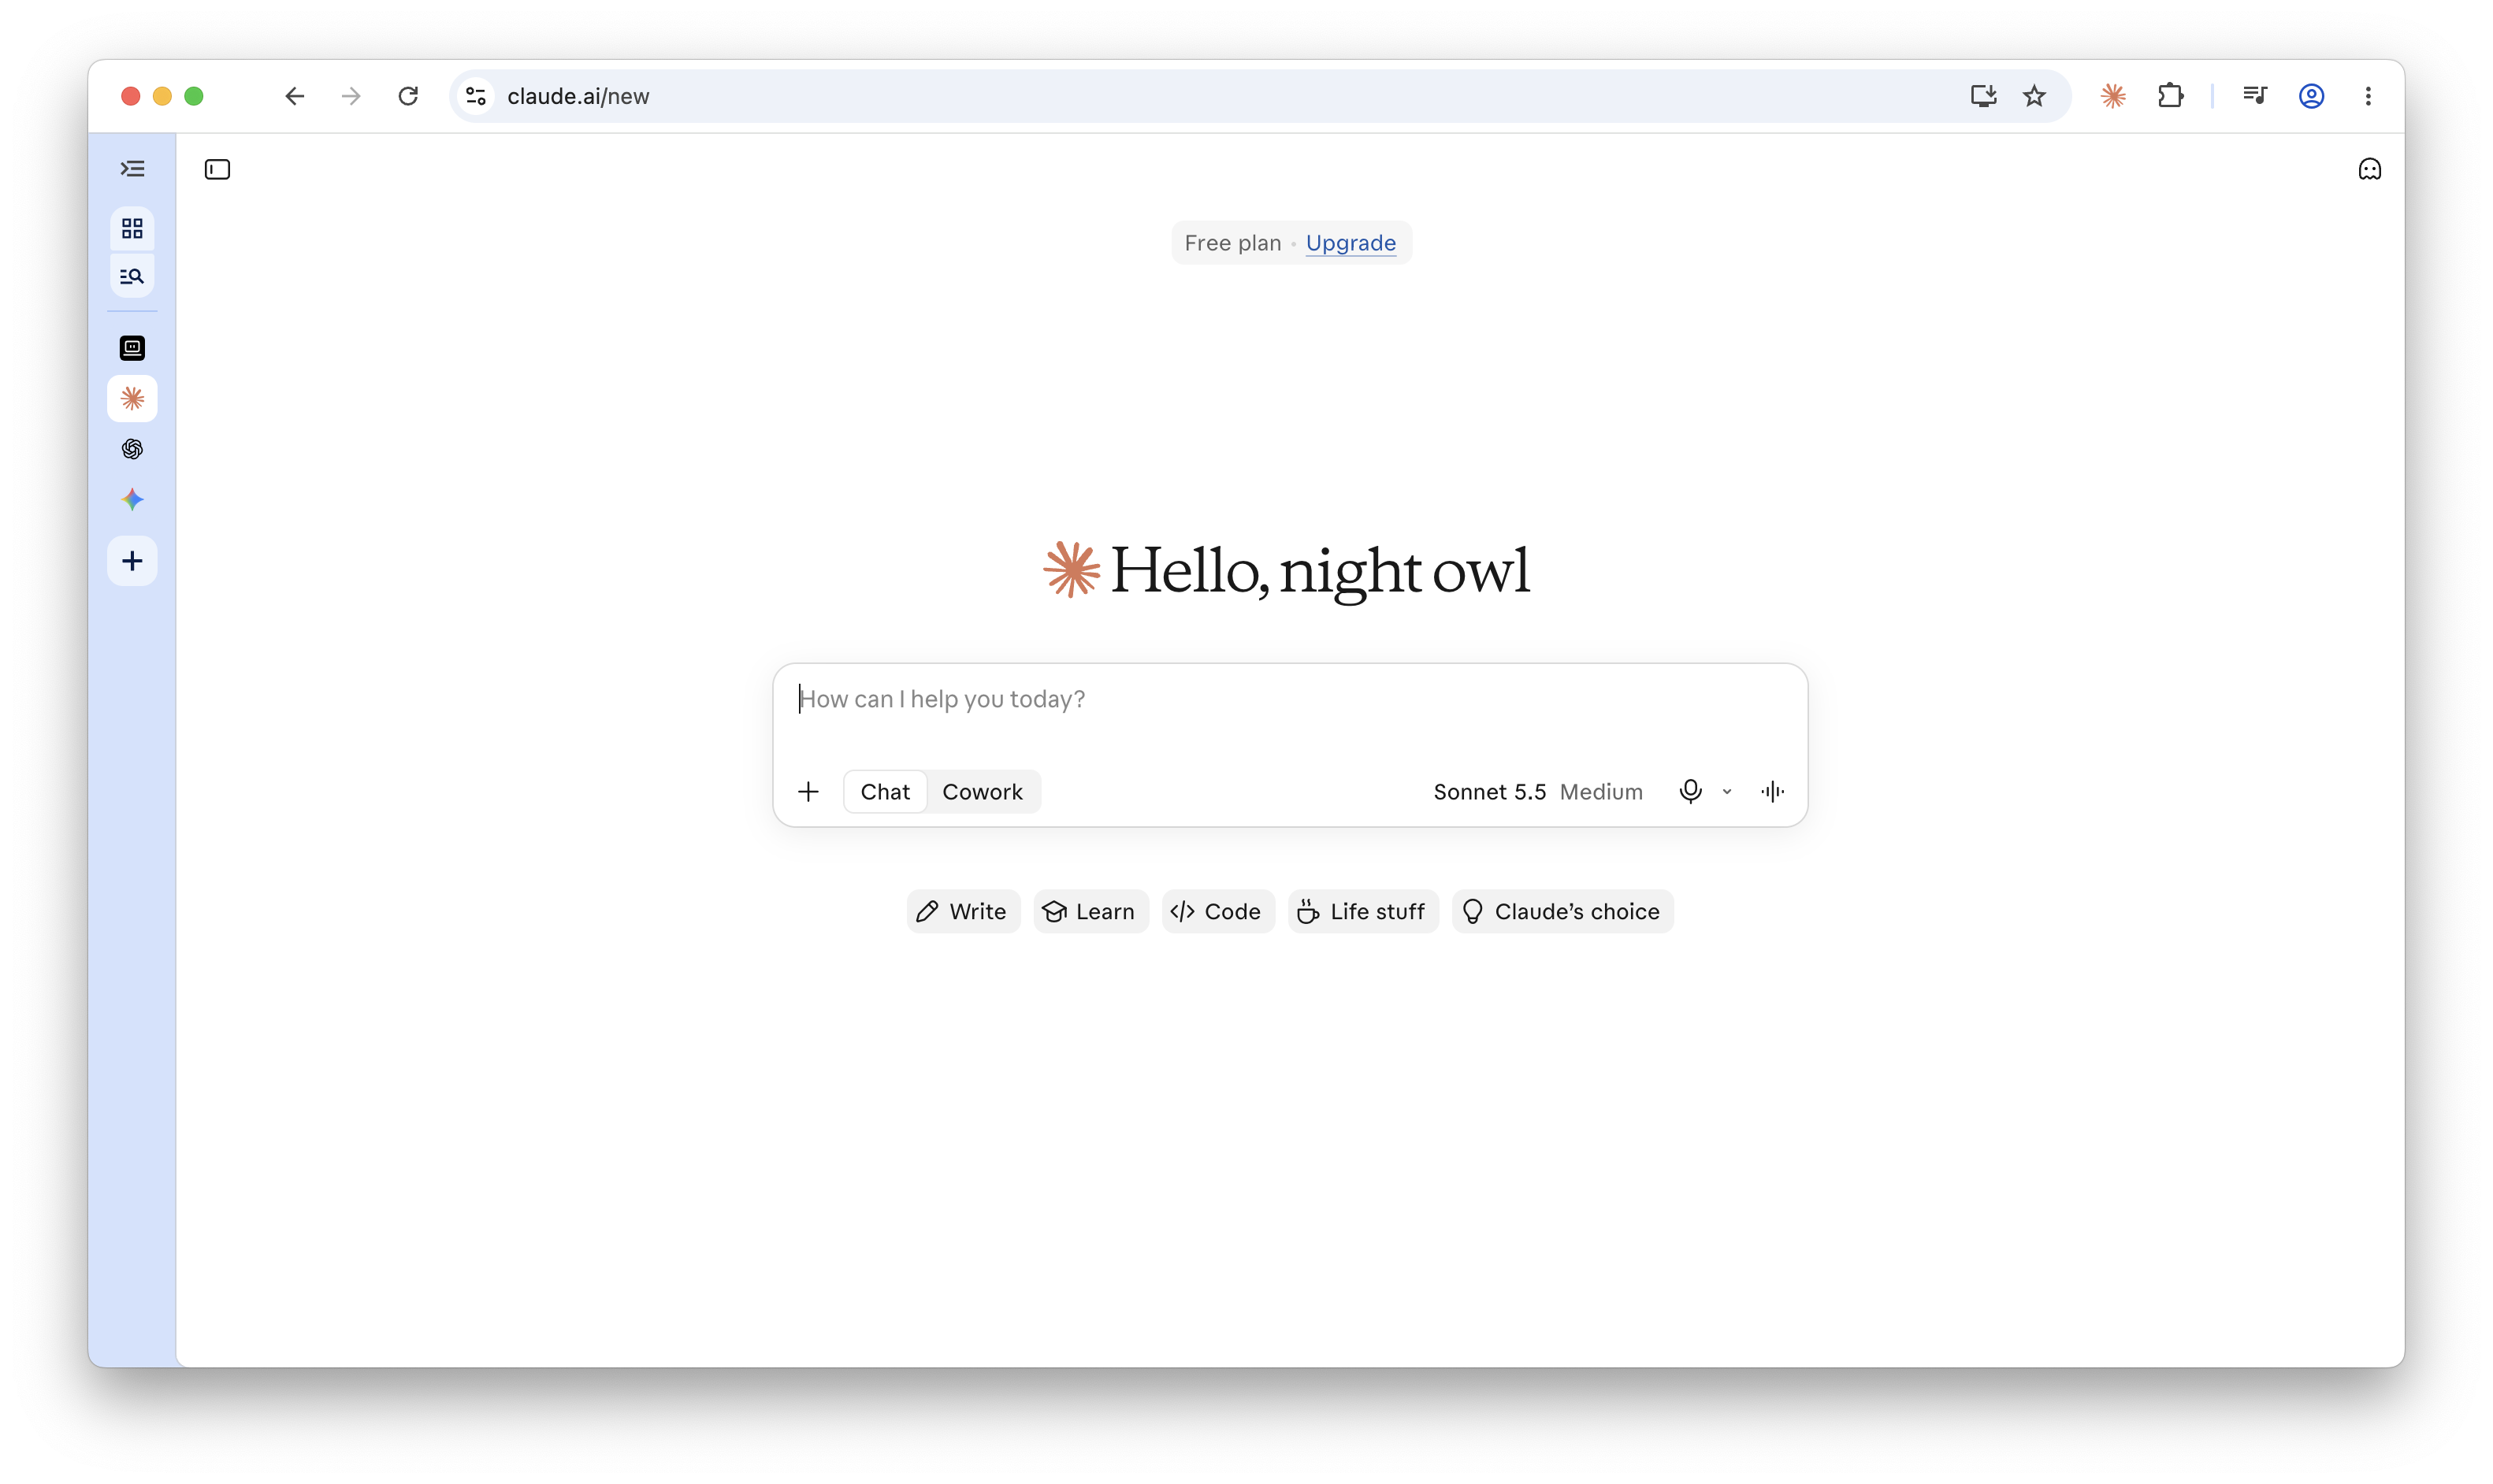 claude.ai/new
Free plan • Upgrade
Hello, night owl
How can I help you today?
Chat Cowork Sonnet 5.5 Medium
Write Learn Code Life stuff Claude’s choice